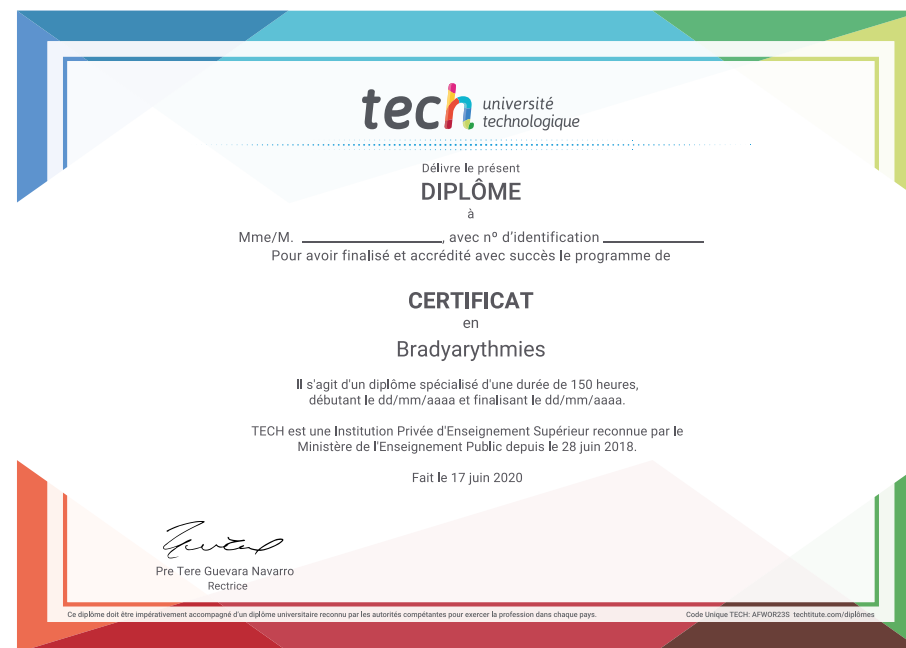 tech université
technologique
Délivre le présent
DIPLÔME
à
Mme/M. ____________________, avec nº d'identification ______________
Pour avoir finalisé et accrédité avec succès le programme de
CERTIFICAT
en
Bradyarythmies
Il s'agit d'un diplôme spécialisé d'une durée de 150 heures,
débutant le dd/mm/aaaa et finalisant le dd/mm/aaaa.
TECH est une Institution Privée d'Enseignement Supérieur reconnue par le
Ministère de l'Enseignement Public depuis le 28 juin 2018.
Fait le 17 juin 2020
Pre Tere Guevara Navarro
Rectrice
Ce diplôme doit être impérativement accompagné d'un diplôme universitaire reconnu par les autorités compétentes pour exercer la profession dans chaque pays.
Code Unique TECH: AFWOR23S techtitute.com/diplômes